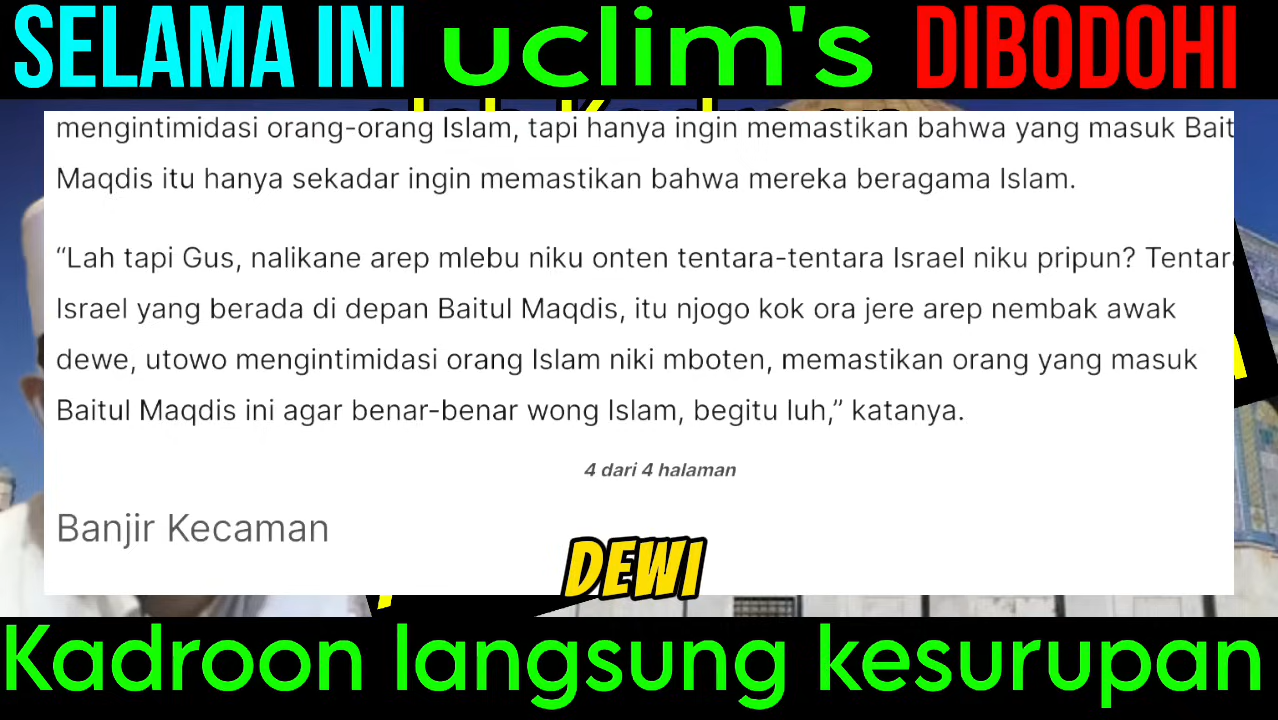 SELAMA INI uclim's DIBODOHI
mengintimidasi orang-orang Islam, tapi hanya ingin memastikan bahwa yang masuk Bait
Maqdis itu hanya sekadar ingin memastikan bahwa mereka beragama Islam.
“Lah tapi Gus, nalikane arep mlebu niku onten tentara-tentara Israel niku pripun? Tentar
Israel yang berada di depan Baitul Maqdis, itu njogo kok ora jere arep nembak awak
dewe, utowo mengintimidasi orang Islam niki mboten, memastikan orang yang masuk
Baitul Maqdis ini agar benar-benar wong Islam, begitu luh,” katanya.
4 dari 4 halaman
Banjir Kecaman
DEWI
Kadroon langsung kesurupan